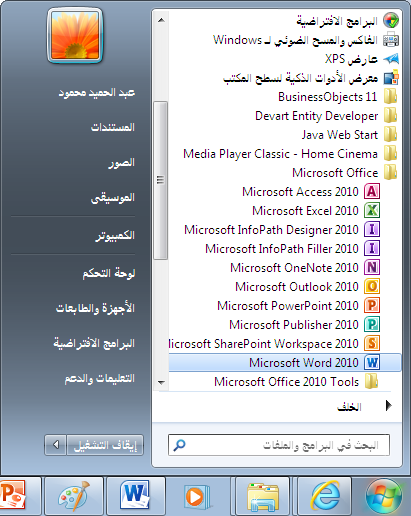 البرامج الافتراضية
الفاكس والمسح الضوئي لـ Windows
عارض XPS
معرض الأدوات الذكية لسطح المكتب
BusinessObjects 11
Devart Entity Developer
Java Web Start
Media Player Classic - Home Cinema
Microsoft Office
Microsoft Access 2010
Microsoft Excel 2010
Microsoft InfoPath Designer 2010
Microsoft InfoPath Filler 2010
Microsoft OneNote 2010
Microsoft Outlook 2010
Microsoft PowerPoint 2010
Microsoft Publisher 2010
Microsoft SharePoint Workspace 2010
Microsoft Word 2010
Microsoft Office 2010 Tools
الخلف
البحث في البرامج والملفات
عبد الحميد محمود
المستندات
الصور
الموسيقى
الكمبيوتر
لوحة التحكم
الأجهزة والطابعات
البرامج الافتراضية
التعليمات والدعم
إيقاف التشغيل